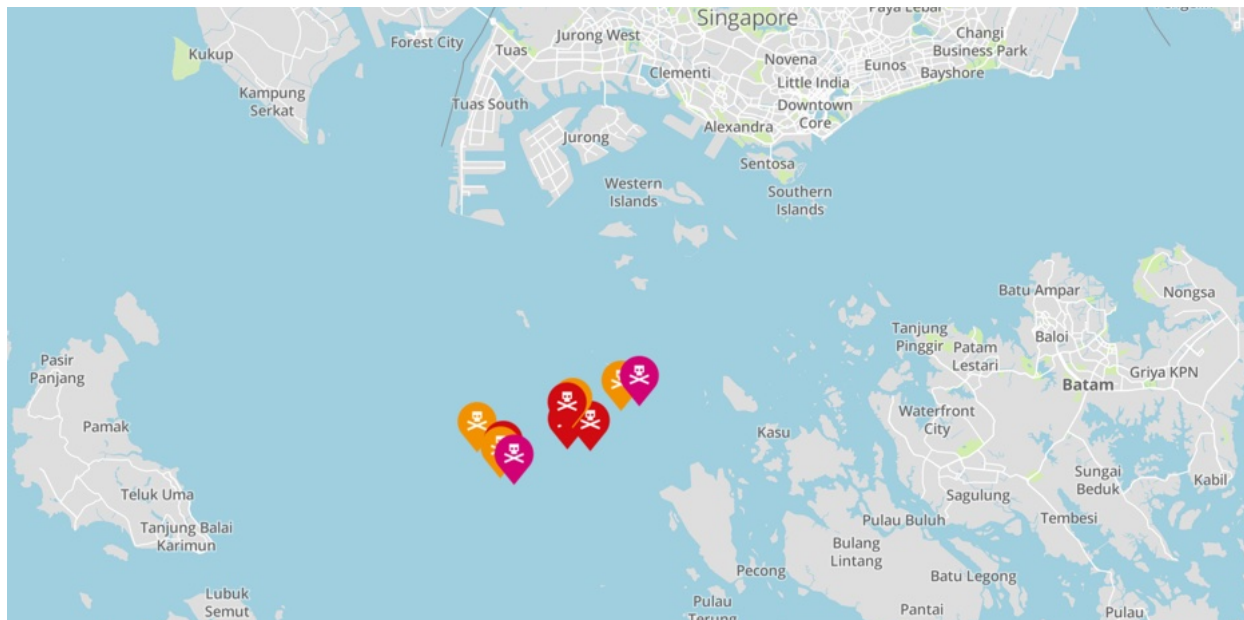 Singapore
Paya Lebar
Changi
Business Park
Forest City
Tuas
Jurong West
Novena
Eunos
Bayshore
Kukup
Clementi
Little India
Kampung
Serkat
Tuas South
Downtown
Core
Jurong
Alexandra
Sentosa
Western
Islands
Southern
Islands
Batu Ampar
Nongsa
Tanjung
Pinggir
Baloi
Patam
Lestari
Pasir
Panjang
Griya KPN
Batam
Waterfront
City
Pamak
Kasu
Sungai
Beduk
Kabil
Teluk Uma
Sagulung
Tanjung Balai
Karimun
Pulau Buluh
Tembesi
Bulang
Lintang
Pecong
Batu Legong
Lubuk
Semut
Pulau
Terung
Pantai
Pulau